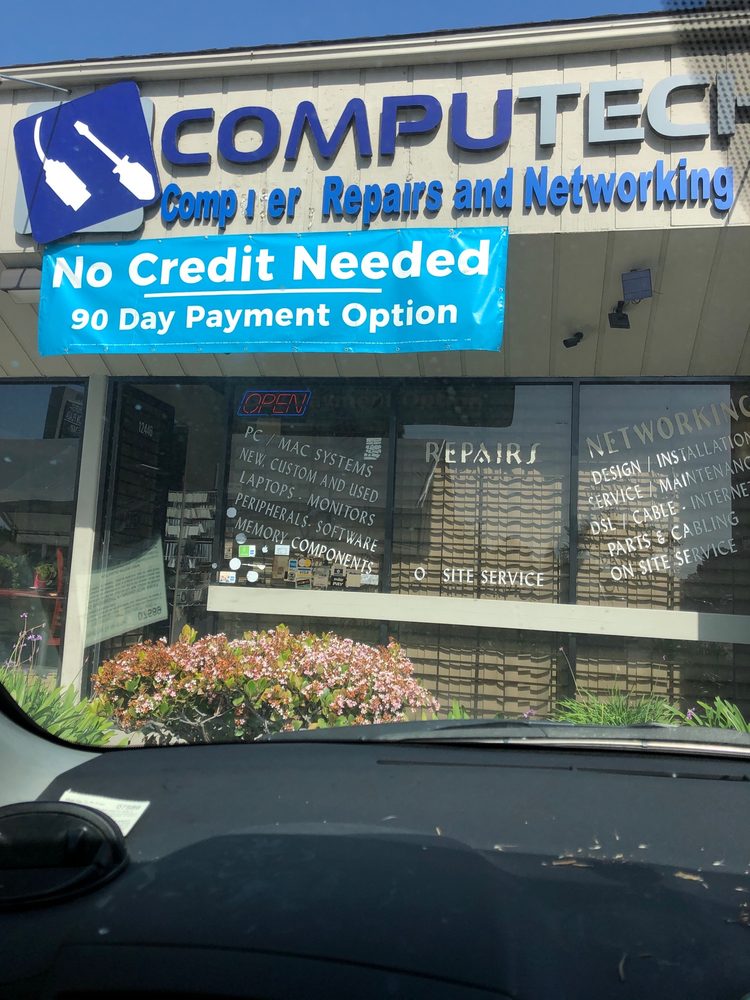 COMPUTECH
Comp er Repairs and Networking
No Credit Needed
90 Day Payment Option
OPEN
12446
PC / MAC SYSTEMS
NEW, CUSTOM AND USED
LAPTOPS - MONITORS
PERIPHERALS - SOFTWARE
MEMORY COMPONENTS
REPAIRS
O SITE SERVICE
NETWORKING
DESIGN / INSTALLATION
SERVICE / MAINTENANC
DSL / CABLE - INTERNET
PARTS & CABLING
ON SITE SERVICE